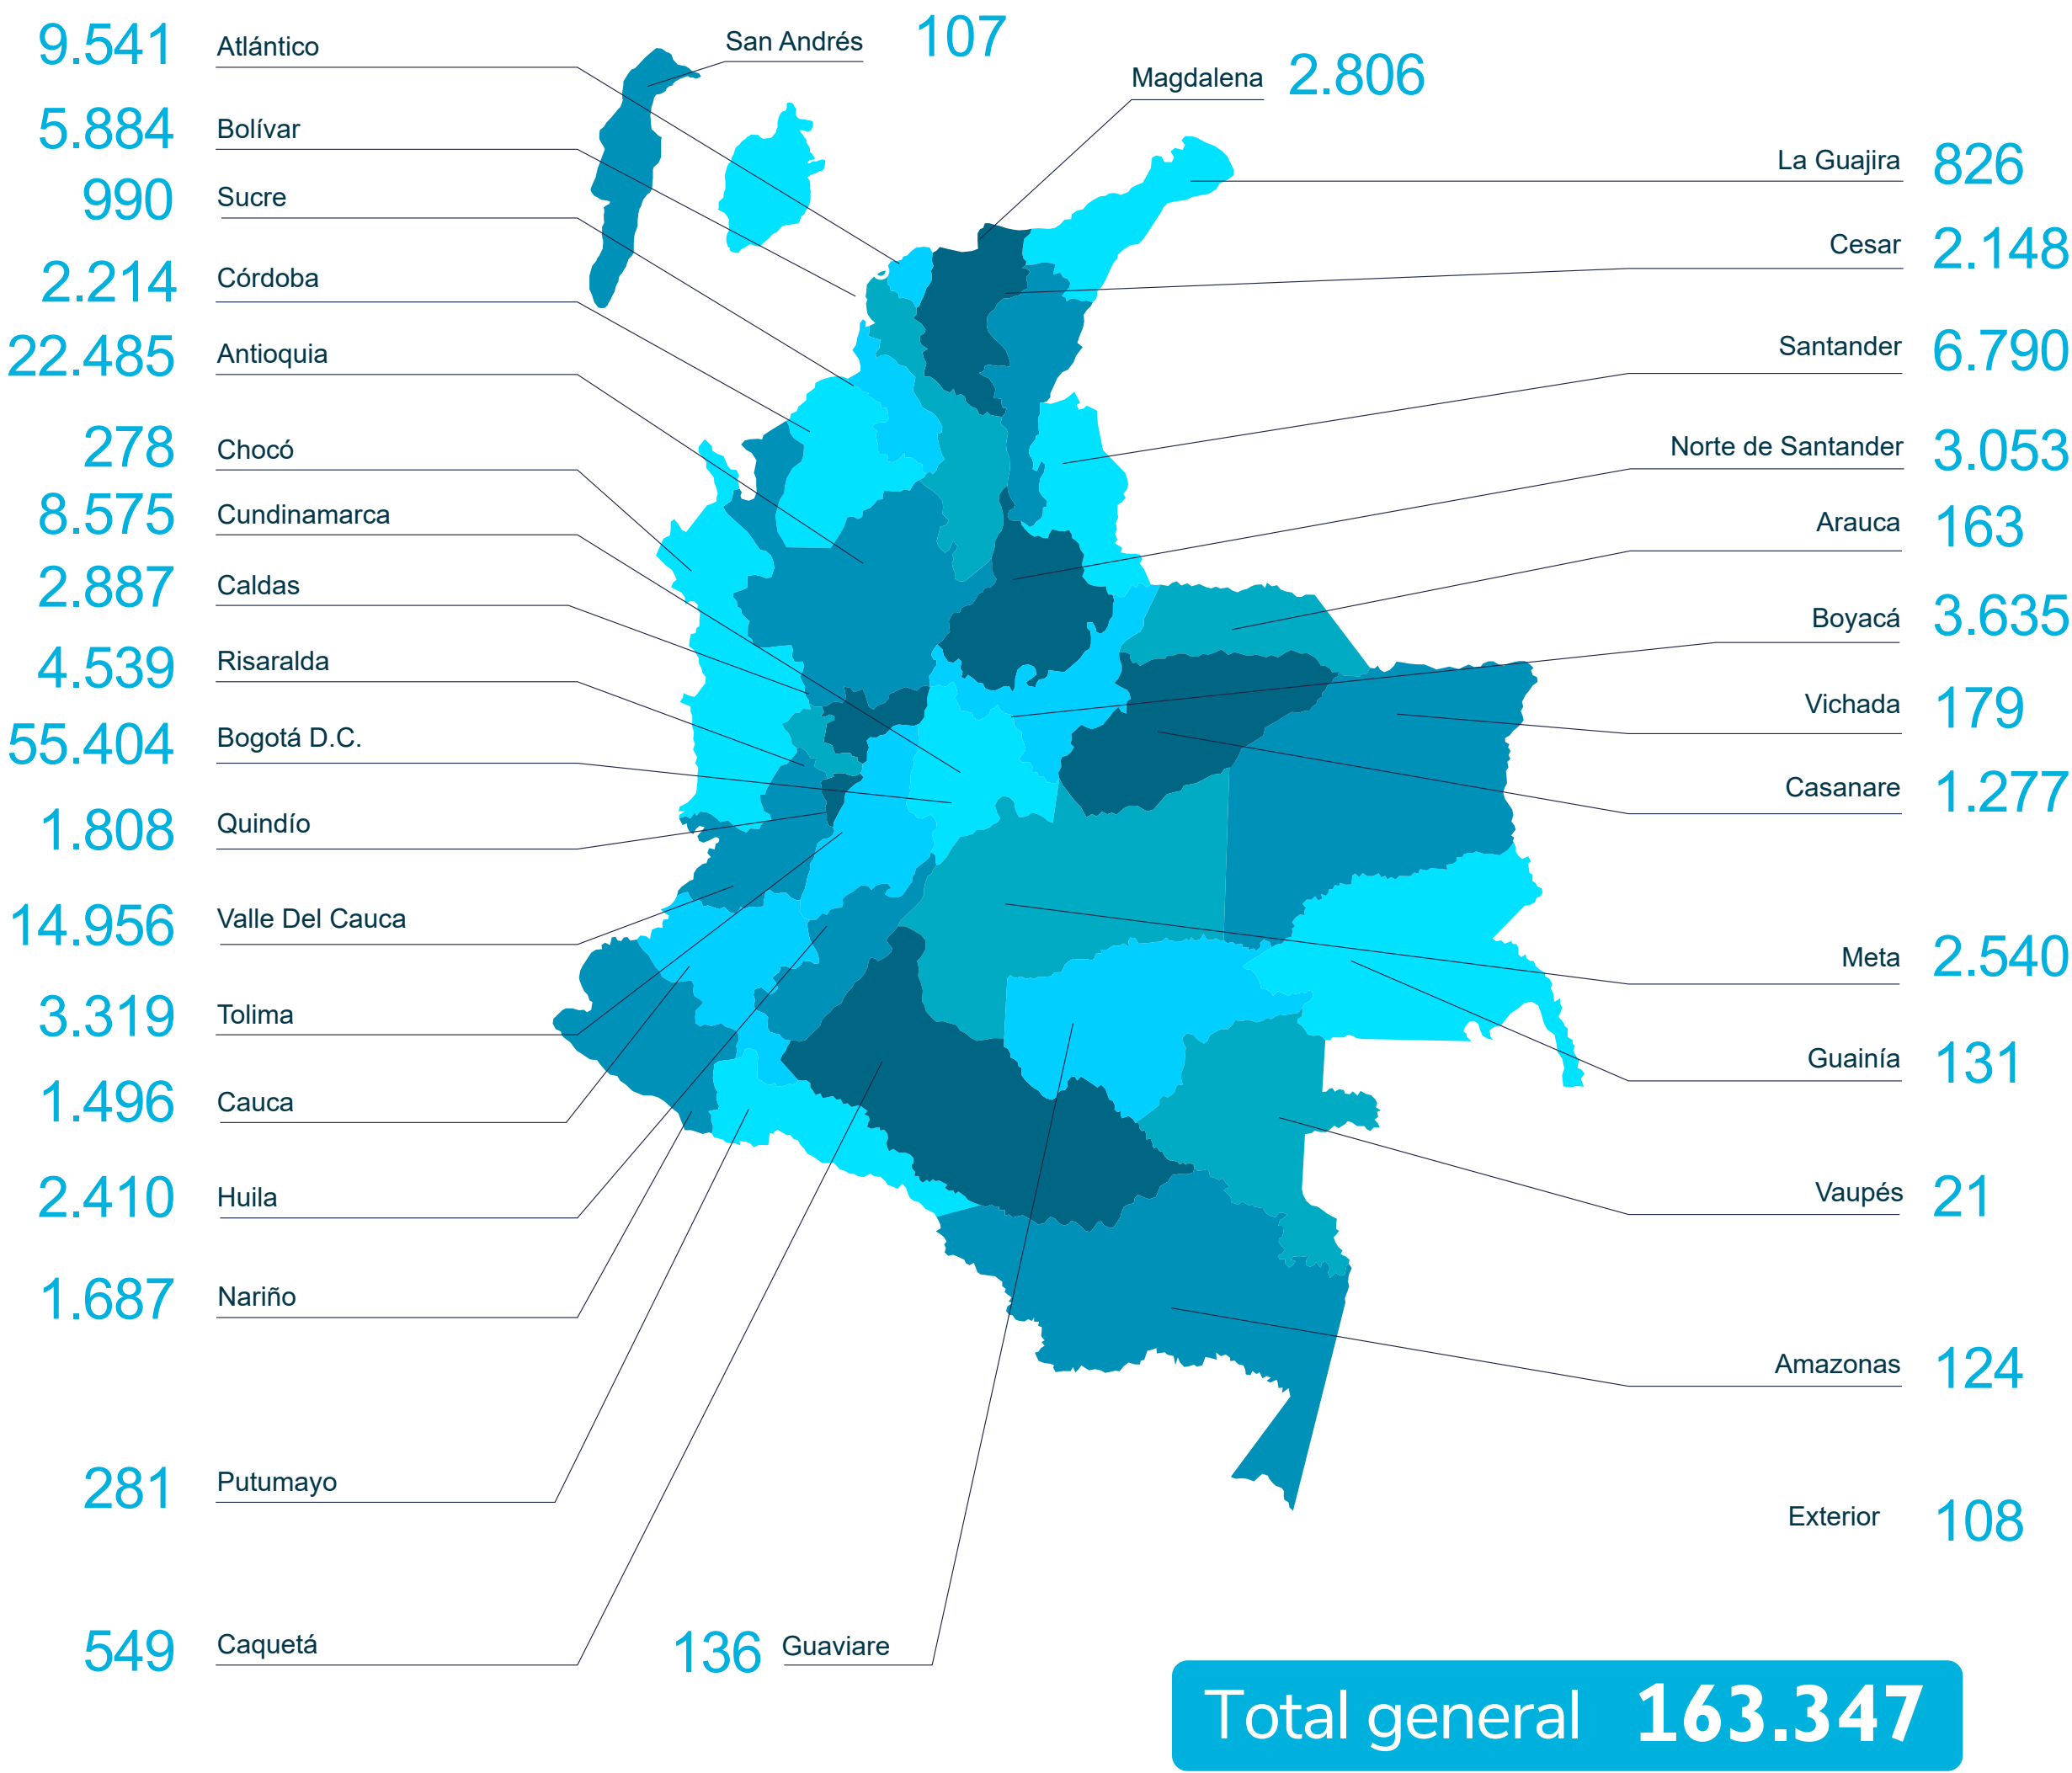 9.541 Atlántico
San Andrés 107
Magdalena 2.806
5.884 Bolívar
La Guajira 826
990 Sucre
Cesar 2.148
2.214 Córdoba
22.485 Antioquia
Santander 6.790
278 Chocó
Norte de Santander 3.053
8.575 Cundinamarca
Arauca 163
2.887 Caldas
Boyacá 3.635
4.539 Risaralda
Vichada 179
55.404 Bogotá D.C.
Casanare 1.277
1.808 Quindío
14.956 Valle Del Cauca
Meta 2.540
3.319 Tolima
Guainía 131
1.496 Cauca
2.410 Huila
Vaupés 21
1.687 Nariño
Amazonas 124
281 Putumayo
Exterior 108
549 Caquetá
136 Guaviare
Total general 163.347